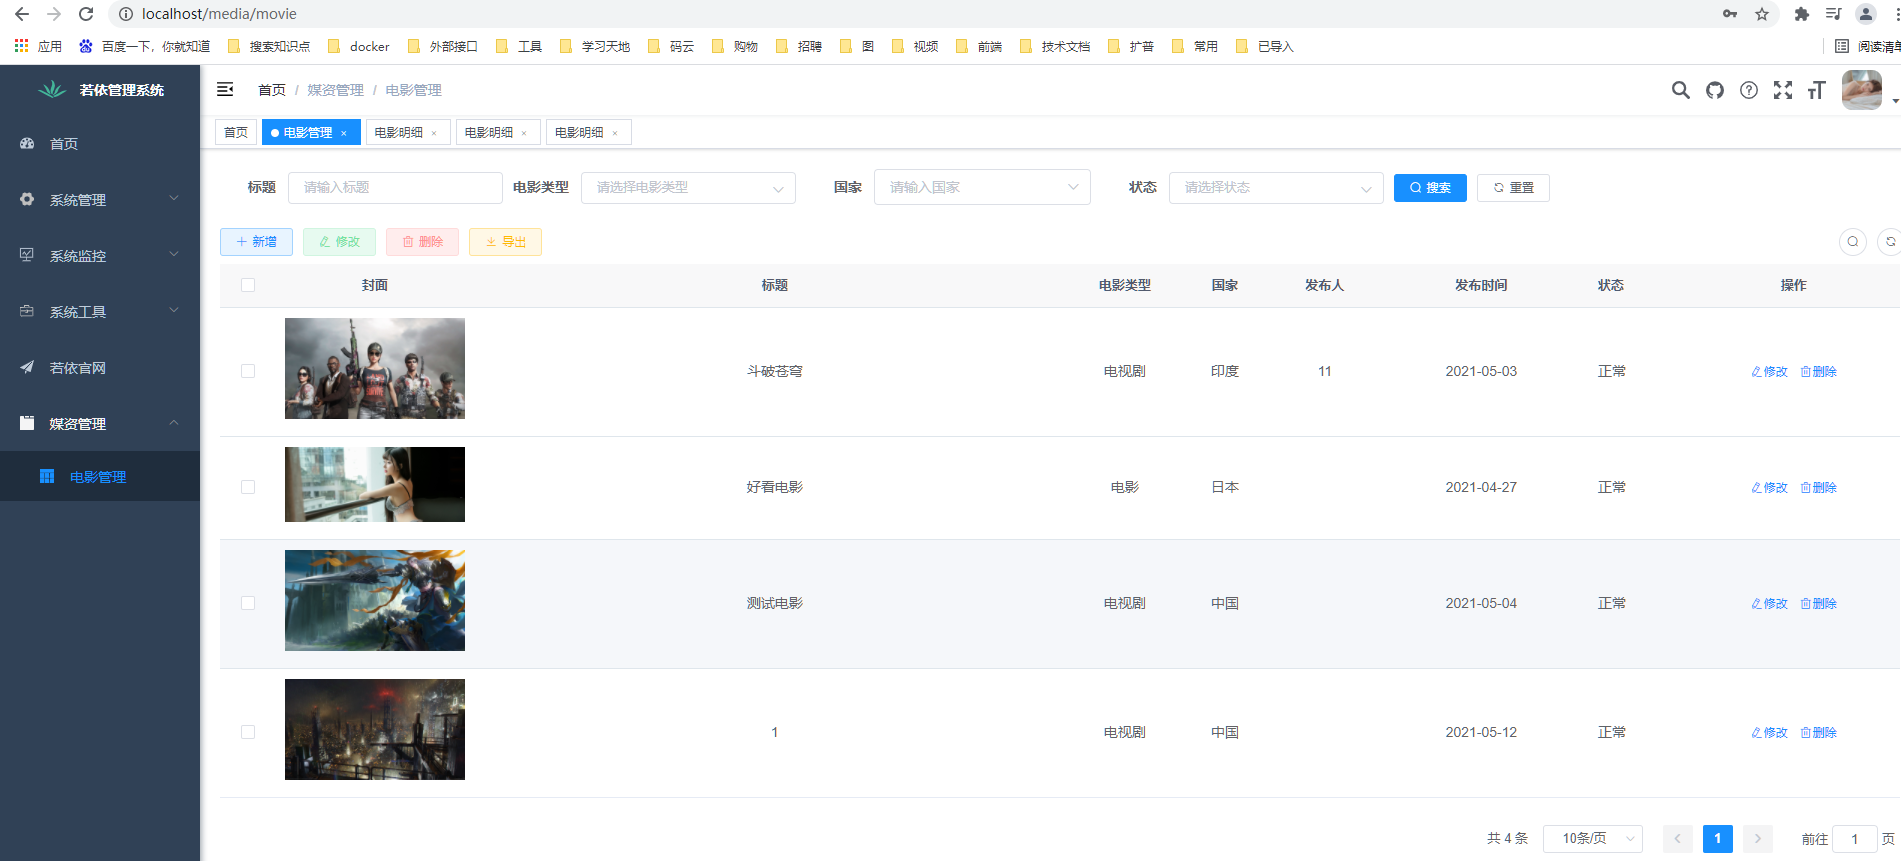 localhost/media/movie
应用 百度一下，你就知道 搜索知识点 docker 外部接口 工具 学习天地 码云 购物 招聘 图 视频 前端 技术文档 扩普 常用 已导入 阅读清单
若依管理系统
首页
系统管理
系统监控
系统工具
若依官网
媒资管理
电影管理
首页 / 媒资管理 / 电影管理
首页 电影管理 × 电影明细 × 电影明细 × 电影明细 ×
标题 请输入标题 电影类型 请选择电影类型 国家 请输入国家 状态 请选择状态 搜索 重置
新增 修改 删除 导出
封面 标题 电影类型 国家 发布人 发布时间 状态 操作
斗破苍穹 电视剧 印度 11 2021-05-03 正常 修改 删除
好看电影 电影 日本 2021-04-27 正常 修改 删除
测试电影 电视剧 中国 2021-05-04 正常 修改 删除
1 电视剧 中国 2021-05-12 正常 修改 删除
共 4 条 10条/页 1 前往 1 页